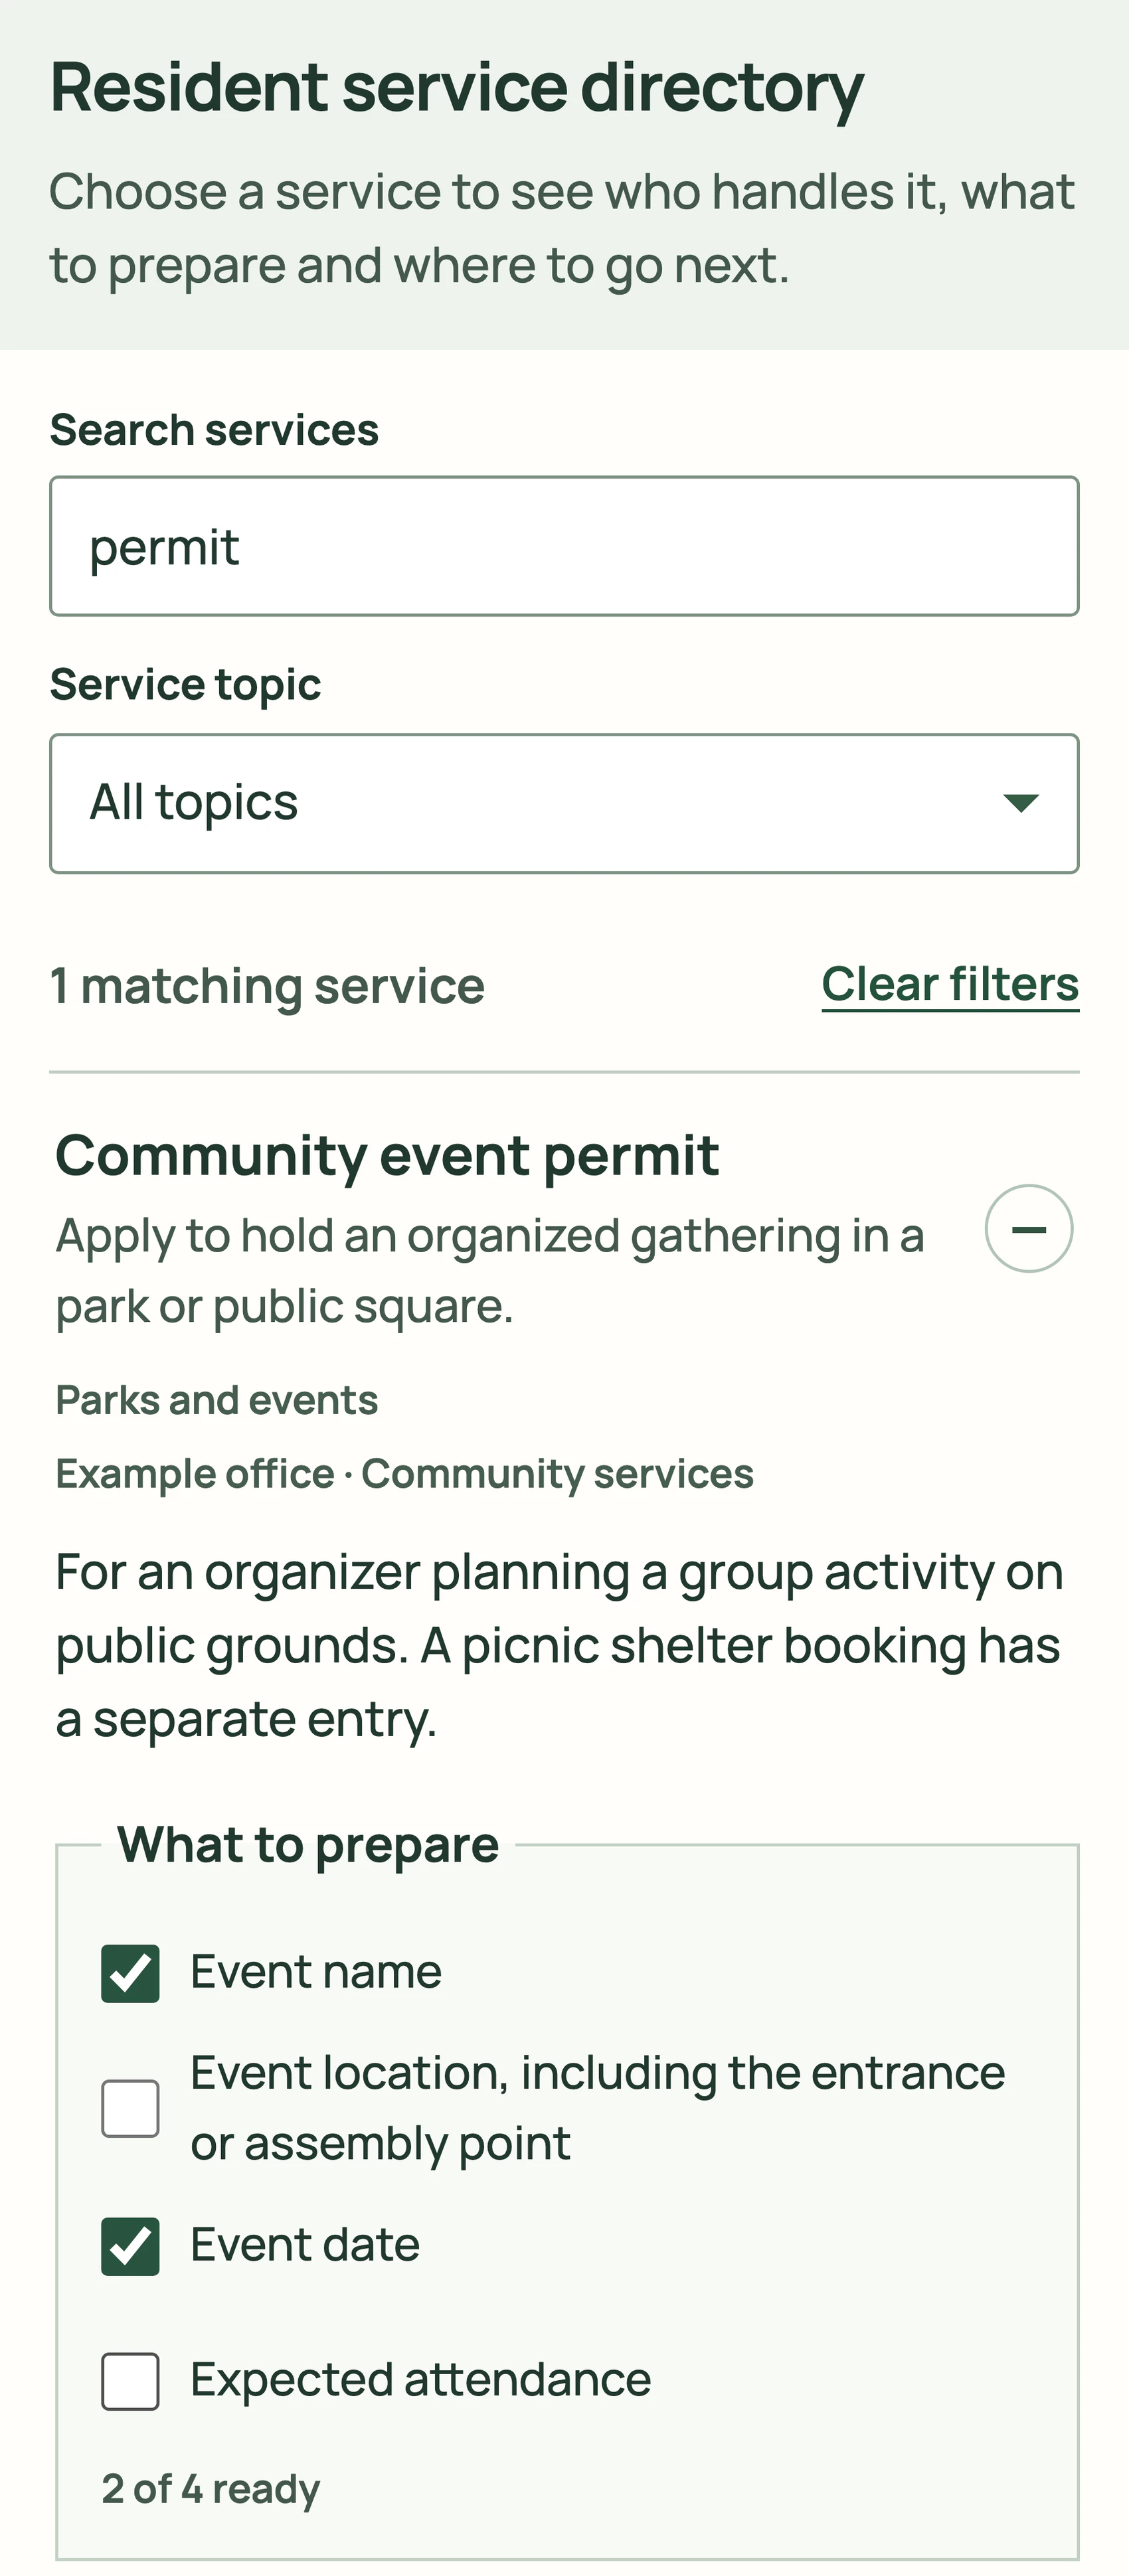 Resident service directory
Choose a service to see who handles it, what
to prepare and where to go next.
Search services
permit
Service topic
All topics
1 matching service
Clear filters
Community event permit
Apply to hold an organized gathering in a
park or public square.
Parks and events
Example office · Community services
For an organizer planning a group activity on
public grounds. A picnic shelter booking has
a separate entry.
What to prepare
Event name
Event location, including the entrance
or assembly point
Event date
Expected attendance
2 of 4 ready